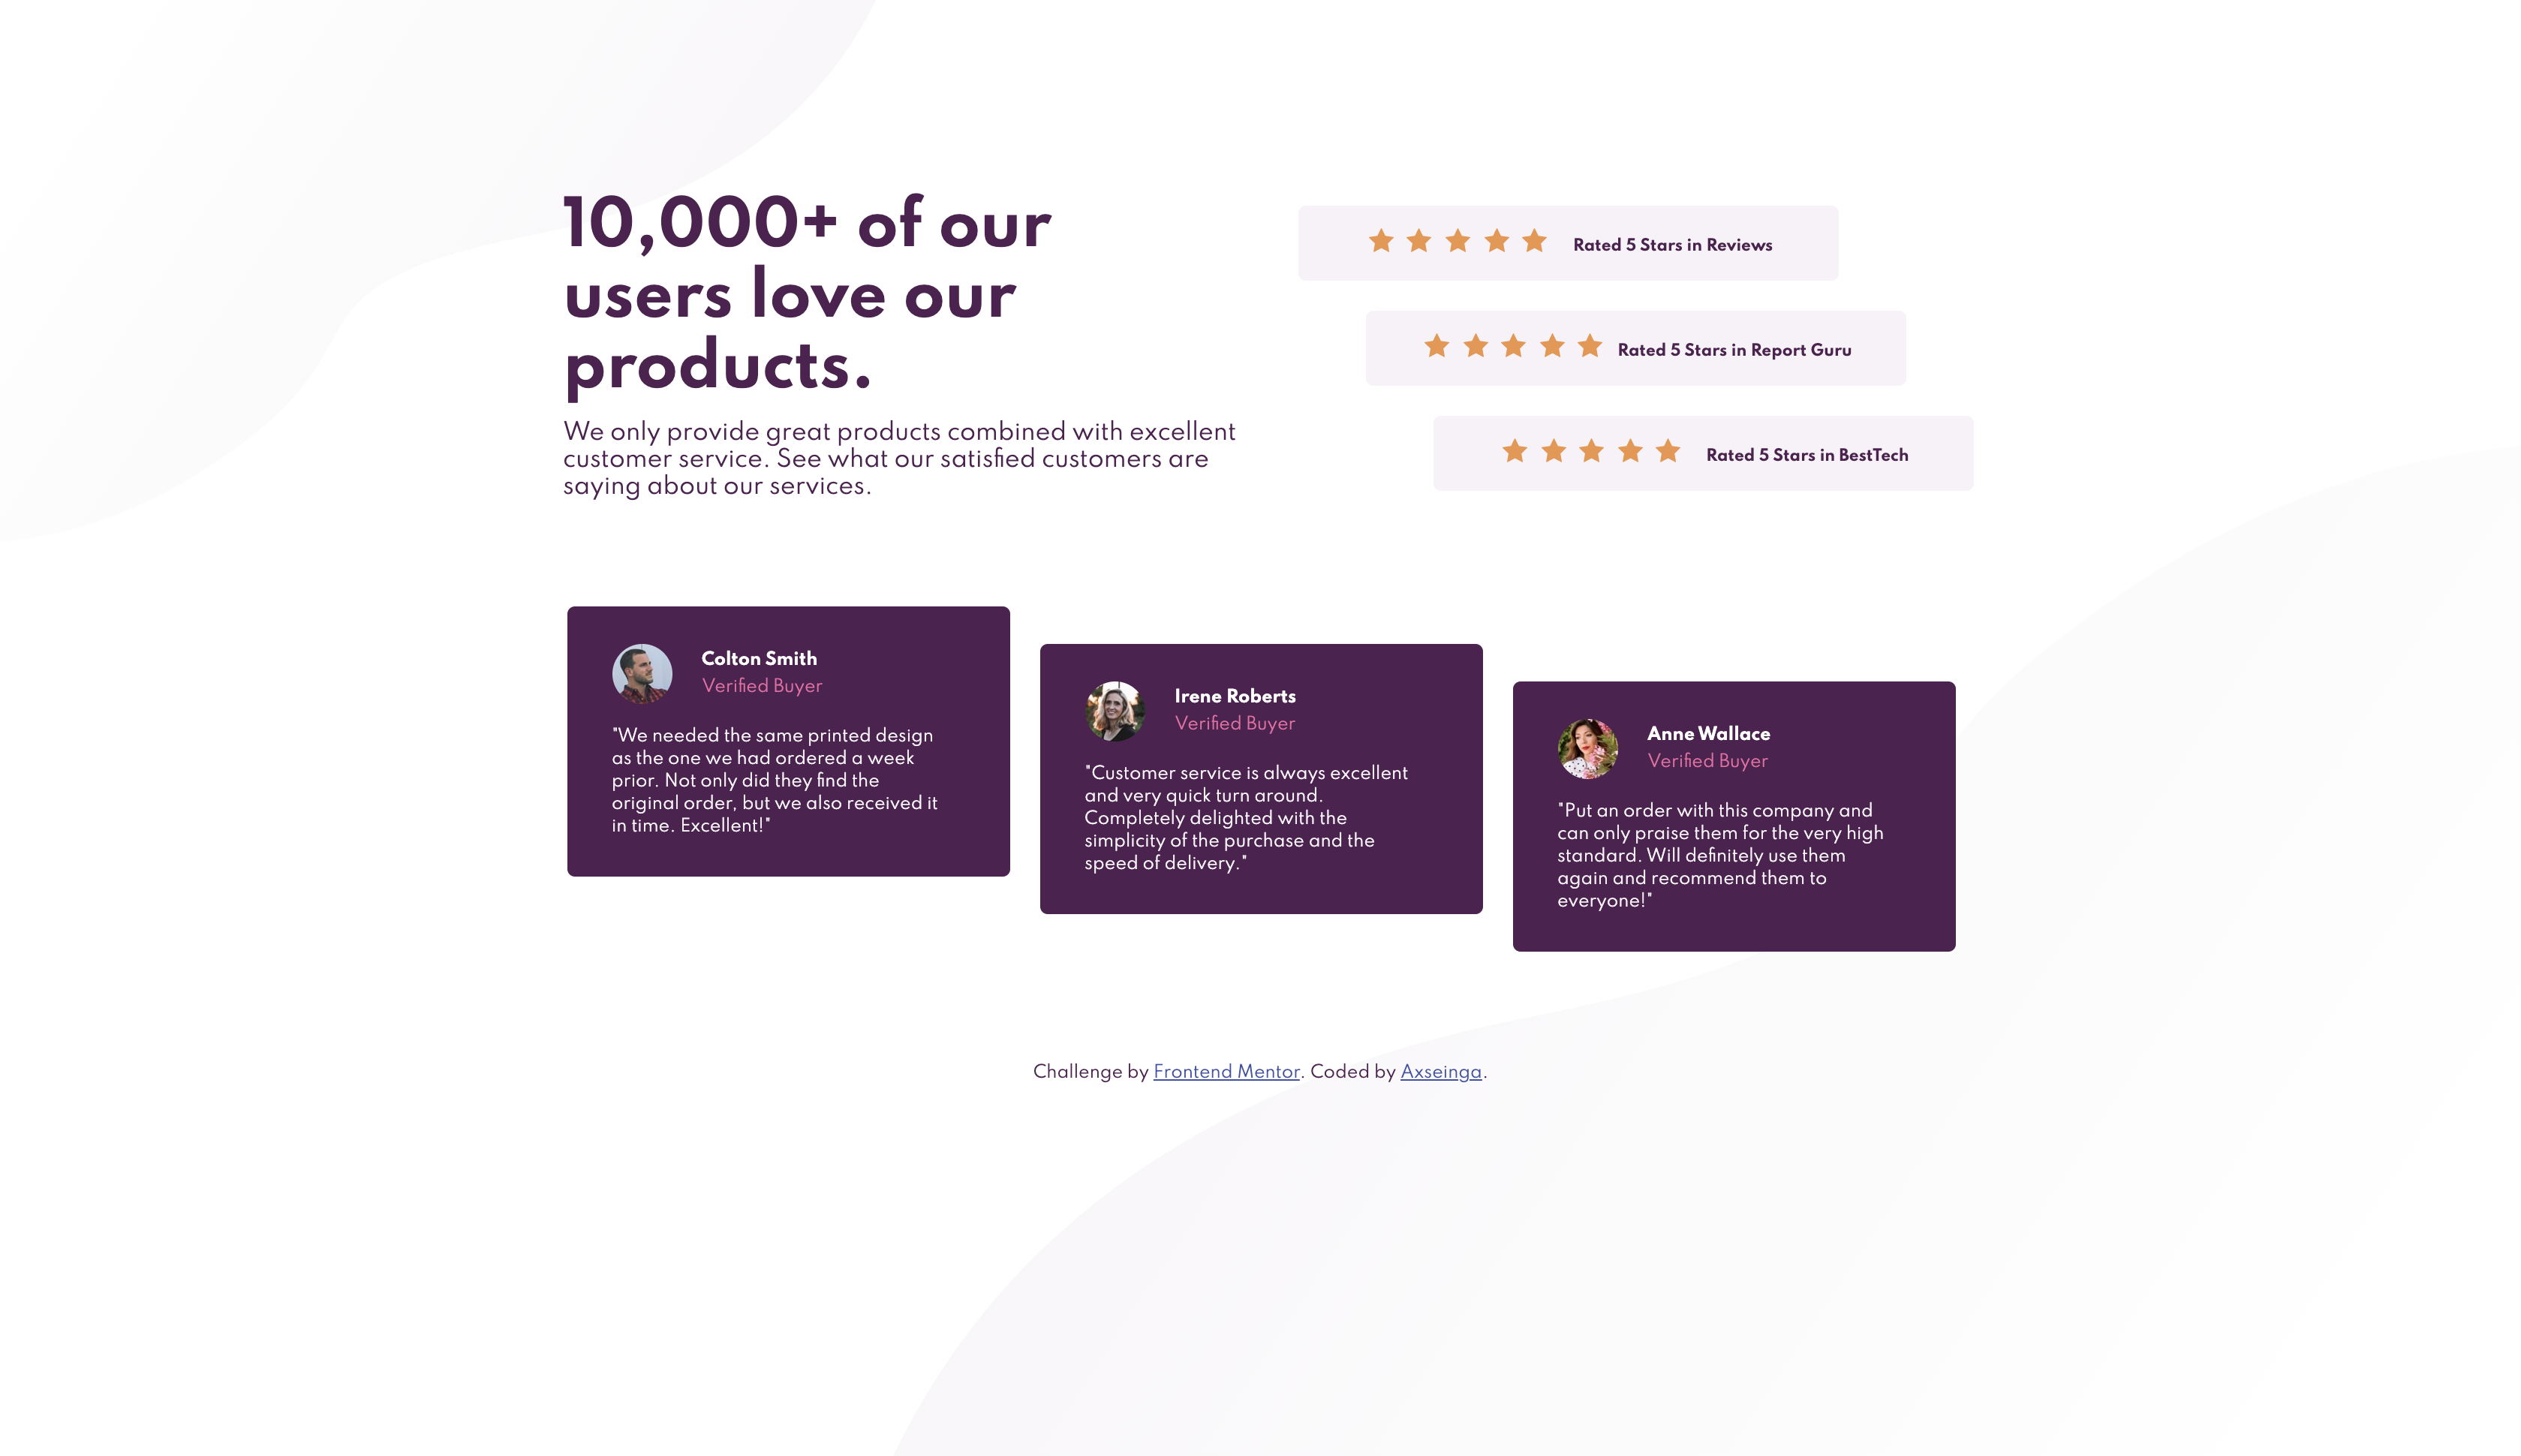 10,000+ of our
users love our
products.
We only provide great products combined with excellent
customer service. See what our satisfied customers are
saying about our services.
Rated 5 Stars in Reviews
Rated 5 Stars in Report Guru
Rated 5 Stars in BestTech
Colton Smith
Verified Buyer
"We needed the same printed design
as the one we had ordered a week
prior. Not only did they find the
original order, but we also received it
in time. Excellent!"
Irene Roberts
Verified Buyer
"Customer service is always excellent
and very quick turn around.
Completely delighted with the
simplicity of the purchase and the
speed of delivery."
Anne Wallace
Verified Buyer
"Put an order with this company and
can only praise them for the very high
standard. Will definitely use them
again and recommend them to
everyone!"
Challenge by Frontend Mentor. Coded by Axseinga.